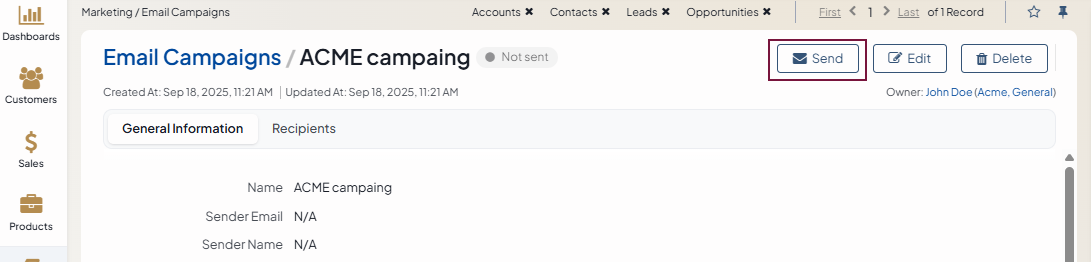 Marketing / Email Campaigns
Accounts ✖ Contacts ✖ Leads ✖ Opportunities ✖
First < 1 > Last of 1 Record
Dashboards
Customers
Sales
Products
Email Campaigns / ACME campaing Not sent
Send Edit Delete
Created At: Sep 18, 2025, 11:21 AM Updated At: Sep 18, 2025, 11:21 AM
Owner: John Doe (Acme, General)
General Information Recipients
Name ACME campaing
Sender Email N/A
Sender Name N/A